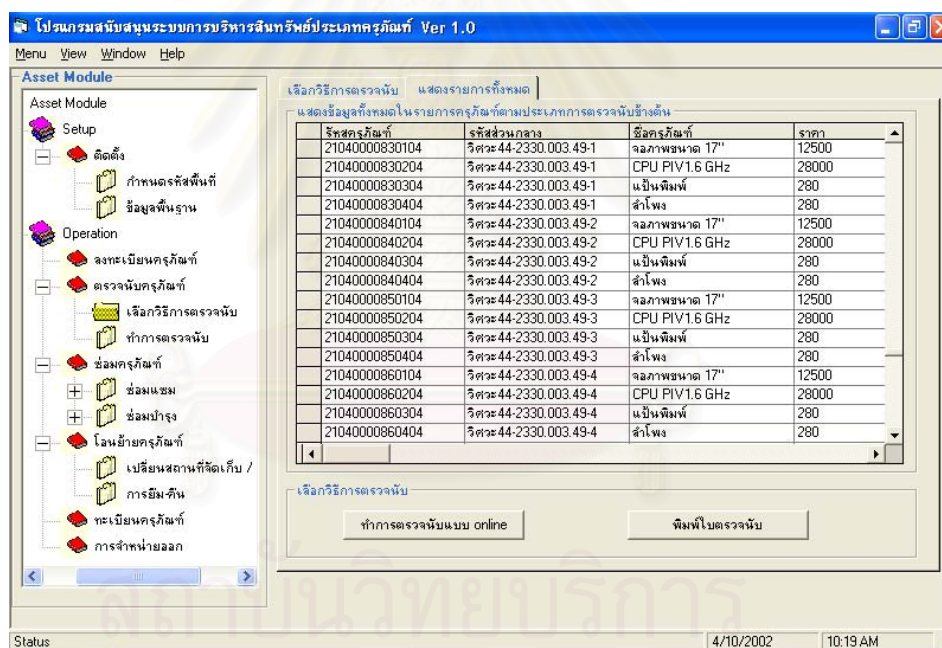 โปรแกรมสนับสนุนระบบการบริหารสินทรัพย์ประเภทครุภัณฑ์ Ver 1.0
Menu View Window Help
Asset Module
Asset Module
Setup
ติดตั้ง
กำหนดรหัสพื้นที่
ข้อมูลพื้นฐาน
Operation
ลงทะเบียนครุภัณฑ์
ตรวจนับครุภัณฑ์
เลือกวิธีการตรวจนับ
ทำการตรวจนับ
ซ่อมครุภัณฑ์
ซ่อมแซม
ซ่อมบำรุง
โอนย้ายครุภัณฑ์
เปลี่ยนสถานที่จัดเก็บ /
การยืม-คืน
ทะเบียนครุภัณฑ์
การจำหน่ายออก
เลือกวิธีการตรวจนับ แสดงรายการทั้งหมด
แสดงข้อมูลทั้งหมดในรายการครุภัณฑ์ตามประเภทการตรวจนับข้างต้น
รหัสครุภัณฑ์ รหัสส่วนกลาง ชื่อครุภัณฑ์ ราคา
21040000830104 วิศวะ44-2330.003.49-1 จอภาพขนาด 17" 12500
21040000830204 วิศวะ44-2330.003.49-1 CPU PIV1.6 GHz 28000
21040000830304 วิศวะ44-2330.003.49-1 แป้นพิมพ์ 280
21040000830404 วิศวะ44-2330.003.49-1 ลำโพง 280
21040000840104 วิศวะ44-2330.003.49-2 จอภาพขนาด 17" 12500
21040000840204 วิศวะ44-2330.003.49-2 CPU PIV1.6 GHz 28000
21040000840304 วิศวะ44-2330.003.49-2 แป้นพิมพ์ 280
21040000840404 วิศวะ44-2330.003.49-2 ลำโพง 280
21040000850104 วิศวะ44-2330.003.49-3 จอภาพขนาด 17" 12500
21040000850204 วิศวะ44-2330.003.49-3 CPU PIV1.6 GHz 28000
21040000850304 วิศวะ44-2330.003.49-3 แป้นพิมพ์ 280
21040000850404 วิศวะ44-2330.003.49-3 ลำโพง 280
21040000860104 วิศวะ44-2330.003.49-4 จอภาพขนาด 17" 12500
21040000860204 วิศวะ44-2330.003.49-4 CPU PIV1.6 GHz 28000
21040000860304 วิศวะ44-2330.003.49-4 แป้นพิมพ์ 280
21040000860404 วิศวะ44-2330.003.49-4 ลำโพง 280
เลือกวิธีการตรวจนับ
ทำการตรวจนับแบบ online พิมพ์ใบตรวจนับ
สถาบันวิทยบริการ
Status 4/10/2002 10:19 AM